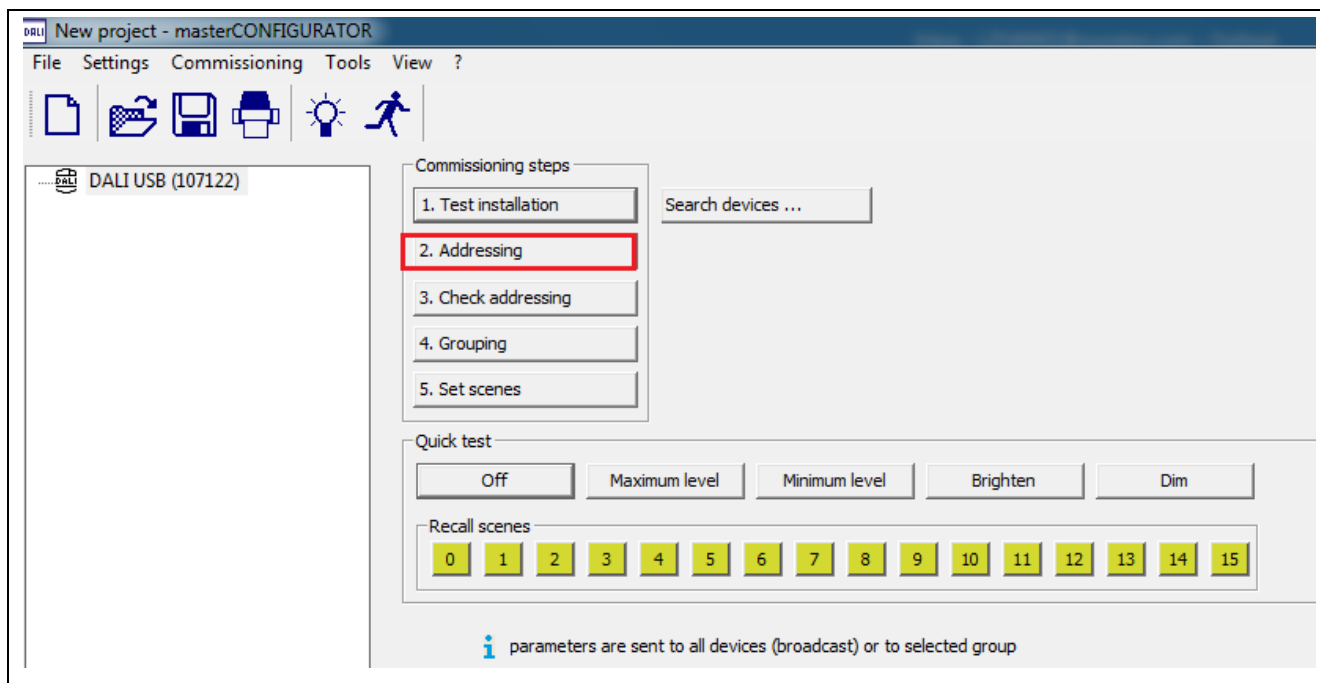 DALI New project - masterCONFIGURATOR
File Settings Commissioning Tools View ?
DALI DALI USB (107122)
Commissioning steps
1. Test installation
Search devices ...
2. Addressing
3. Check addressing
4. Grouping
5. Set scenes
Quick test
Off Maximum level Minimum level Brighten Dim
Recall scenes
0 1 2 3 4 5 6 7 8 9 10 11 12 13 14 15
i parameters are sent to all devices (broadcast) or to selected group